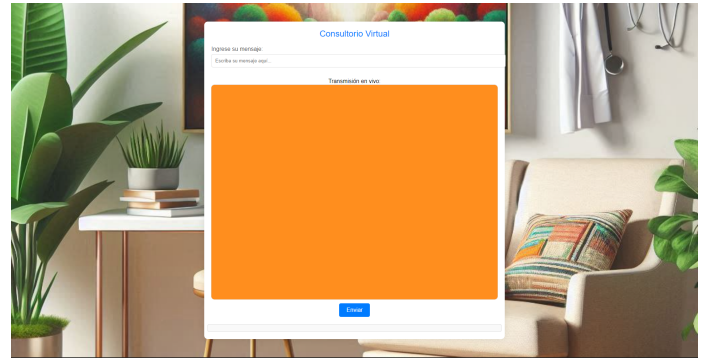 Consultorio Virtual
Ingrese su mensaje:
Escriba su mensaje aquí...
Transmisión en vivo:
Enviar